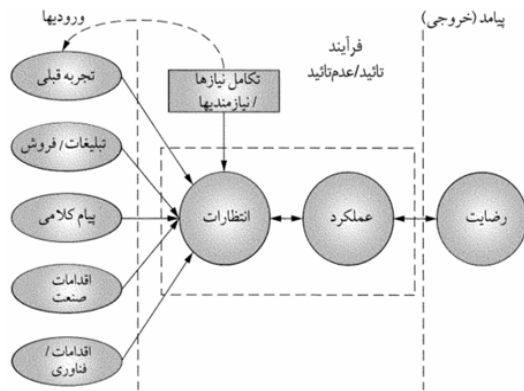 پیامد (خروجی)
فرآیند
تائید/عدم‌تائید
ورودیها
تجربه قبلی
تکامل نیازها
/ نیازمندیها
تبلیغات/ فروش
پیام کلامی
انتظارات
عملکرد
رضایت
اقدامات
صنعت
اقدامات /
فناوری